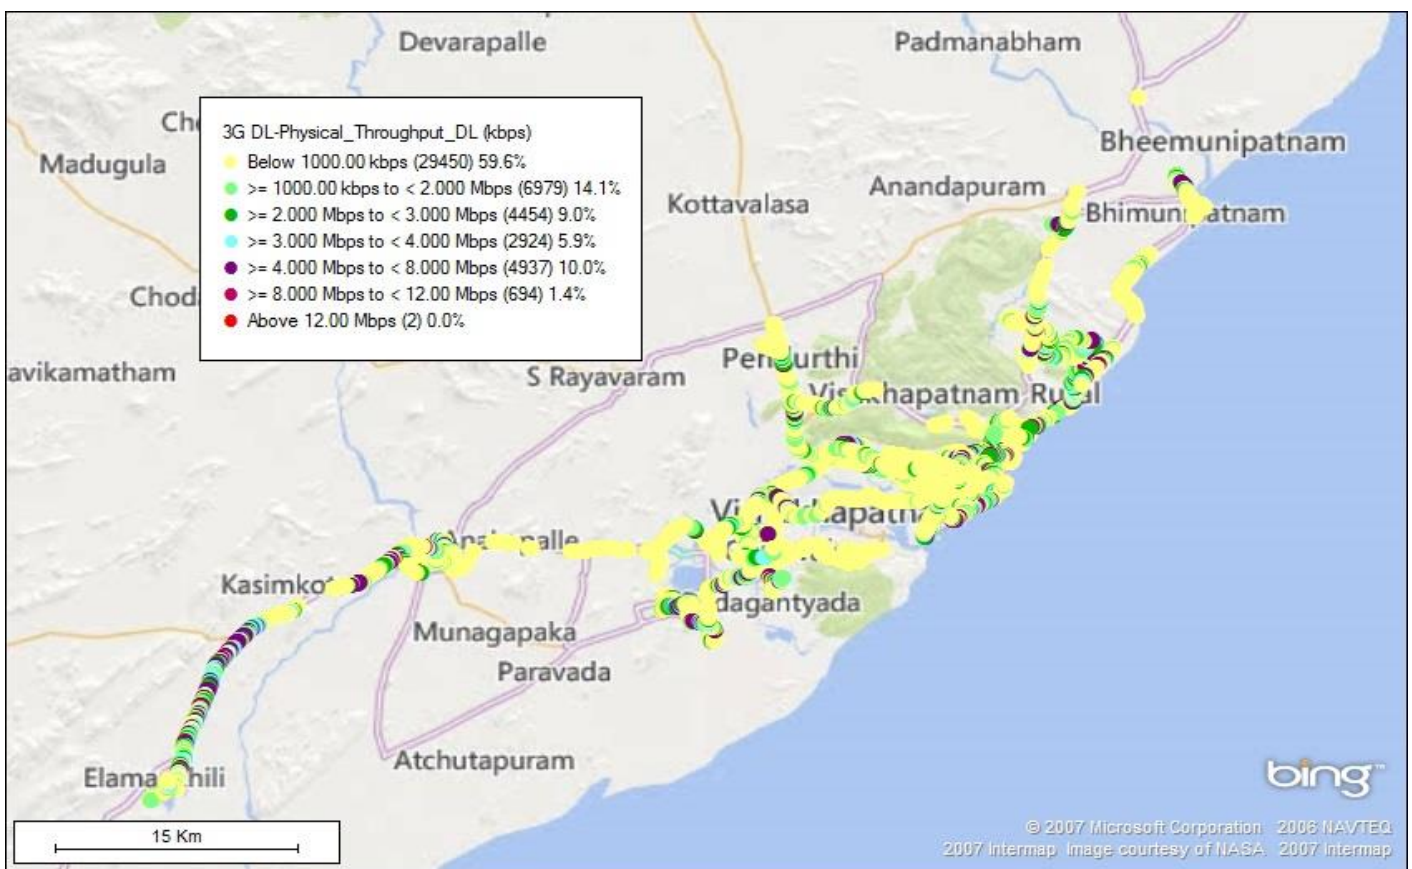 Devarapalle
Padmanabham
3G DL-Physical_Throughput_DL (kbps)
Below 1000.00 kbps (29450) 59.6%
>= 1000.00 kbps to < 2.000 Mbps (6979) 14.1%
>= 2.000 Mbps to < 3.000 Mbps (4454) 9.0%
>= 3.000 Mbps to < 4.000 Mbps (2924) 5.9%
>= 4.000 Mbps to < 8.000 Mbps (4937) 10.0%
>= 8.000 Mbps to < 12.00 Mbps (694) 1.4%
Above 12.00 Mbps (2) 0.0%
Bheemunipatnam
Madugula
Anandapuram
Kottavalasa
avikamatham
S Rayavaram
Munagapaka
Paravada
Atchutapuram
bing™
15 Km
© 2007 Microsoft Corporation 2006 NAVTEQ
2007 Intermap Image courtesy of NASA 2007 Intermap